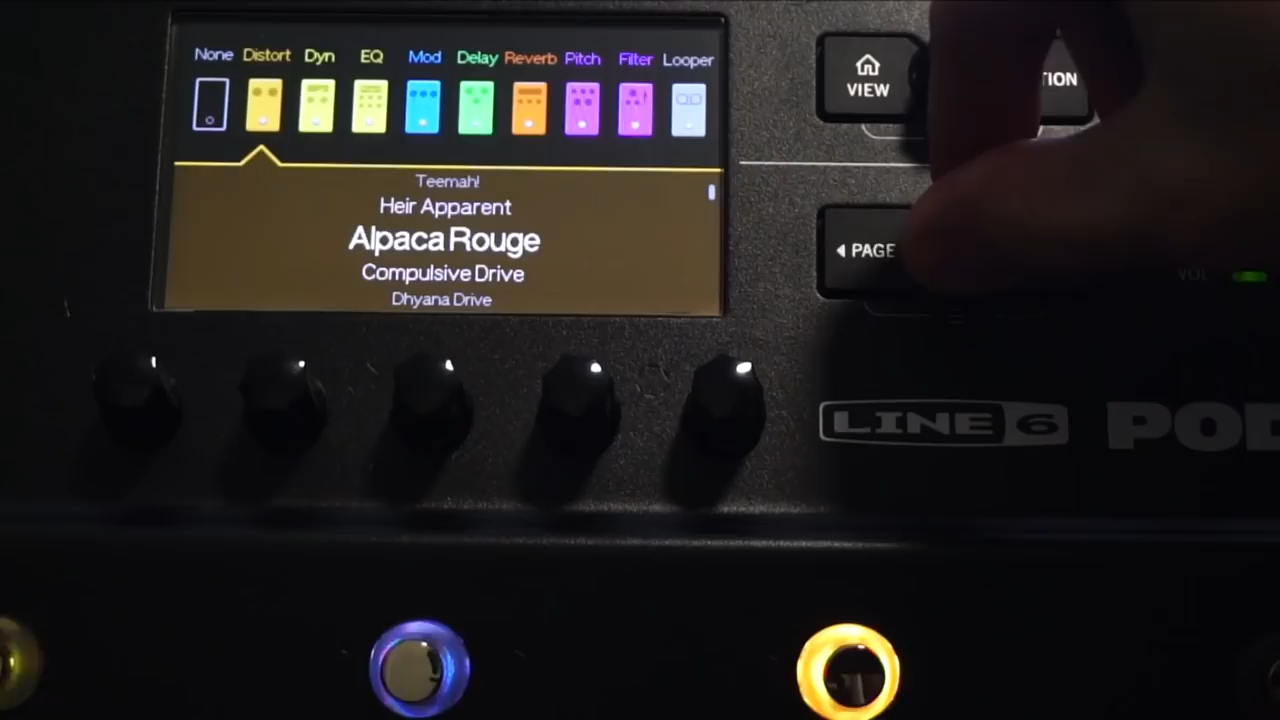 None Distort Dyn EQ Mod Delay Reverb Pitch Filter Looper
Teemah!
Heir Apparent
Alpaca Rouge
Compulsive Drive
Dhyana Drive
VIEW
TION
◀ PAGE
VOL
LINE 6 POD